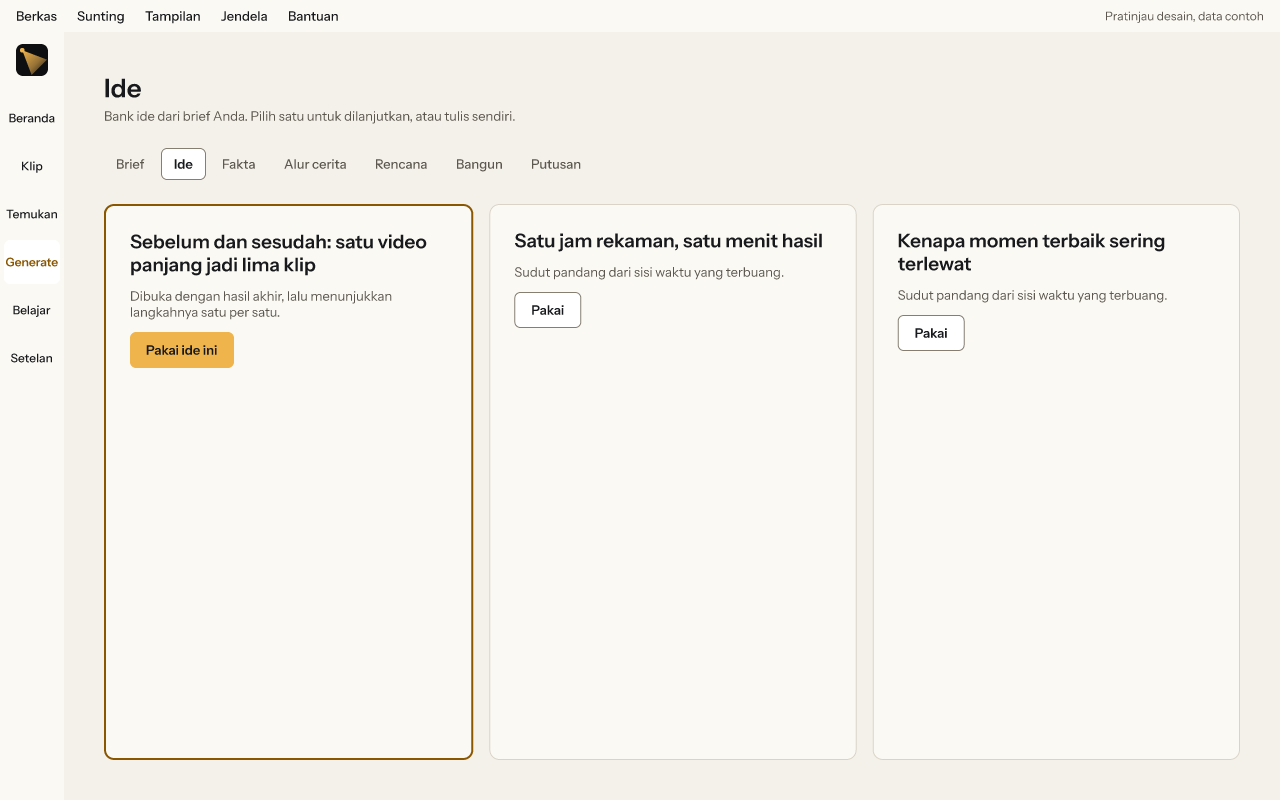 Berkas Sunting Tampilan Jendela Bantuan
Pratinjau desain, data contoh
Beranda
Klip
Temukan
Generate
Belajar
Setelan
Ide
Bank ide dari brief Anda. Pilih satu untuk dilanjutkan, atau tulis sendiri.
Brief Ide Fakta Alur cerita Rencana Bangun Putusan
Sebelum dan sesudah: satu video
panjang jadi lima klip
Dibuka dengan hasil akhir, lalu menunjukkan
langkahnya satu per satu.
Pakai ide ini
Satu jam rekaman, satu menit hasil
Sudut pandang dari sisi waktu yang terbuang.
Pakai
Kenapa momen terbaik sering
terlewat
Sudut pandang dari sisi waktu yang terbuang.
Pakai